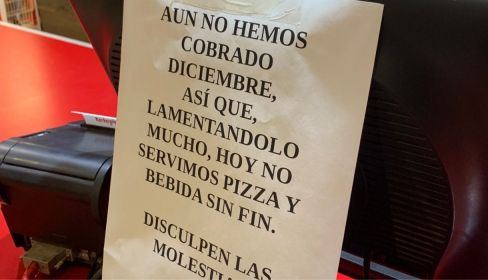 AUN NO HEMOS
COBRADO
DICIEMBRE,
ASÍ QUE,
LAMENTANDOLO
MUCHO, HOY NO
SERVIMOS PIZZA Y
BEBIDA SIN FIN.
DISCULPEN LAS